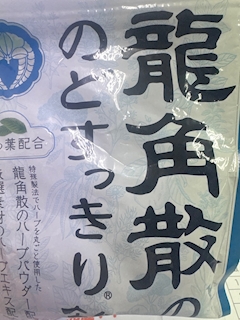 龍角散の
のどすっきり®
葉配合
特殊製法でハーブを丸ごと使用した
龍角散のハーブパウダー配